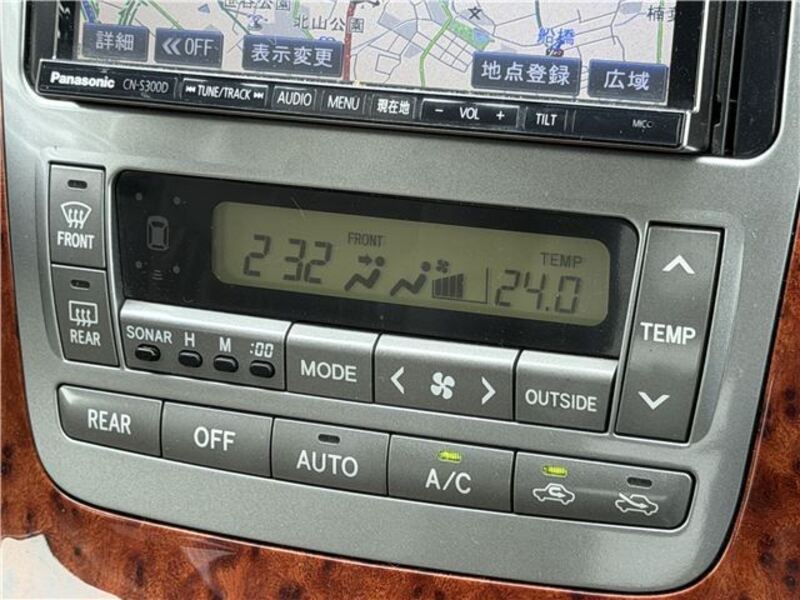 北山公園
船橋
詳細
≪OFF
表示変更
地点登録
広域
Panasonic CN-S300D
TUNE/TRACK
AUDIO
MENU
現在地
− VOL +
TILT
FRONT
REAR
2 32
FRONT
TEMP
24.0
SONAR H M :00
MODE
OUTSIDE
TEMP
REAR
OFF
AUTO
A/C